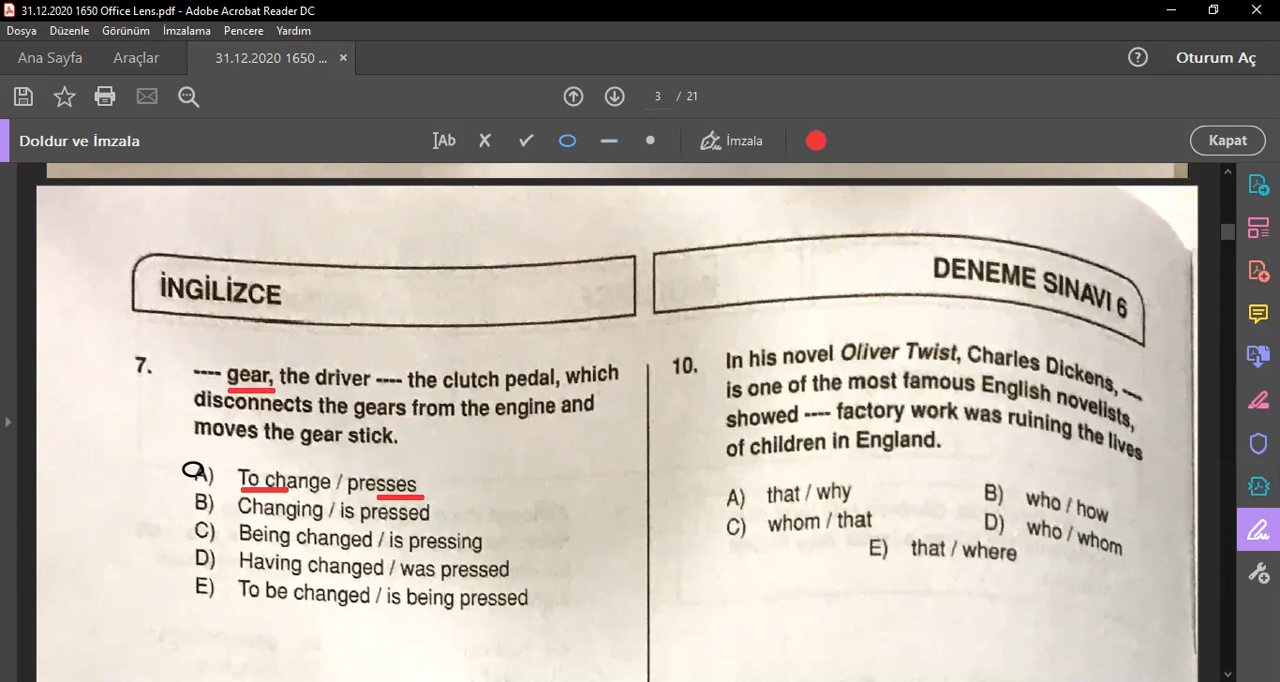 31.12.2020 1650 Office Lens.pdf - Adobe Acrobat Reader DC
Dosya Düzenle Görünüm İmzalama Pencere Yardım
Ana Sayfa Araçlar 31.12.2020 1650 ... × ? Oturum Aç
3 / 21
Doldur ve İmzala Ab İmzala Kapat
İNGİLİZCE
7. ---- gear, the driver ---- the clutch pedal, which
disconnects the gears from the engine and
moves the gear stick.
A) To change / presses
B) Changing / is pressed
C) Being changed / is pressing
D) Having changed / was pressed
E) To be changed / is being pressed
DENEME SINAVI 6
10. In his novel Oliver Twist, Charles Dickens, ----
is one of the most famous English novelists,
showed ---- factory work was ruining the lives
of children in England.
A) that / why B) who / how
C) whom / that D) who / whom
E) that / where